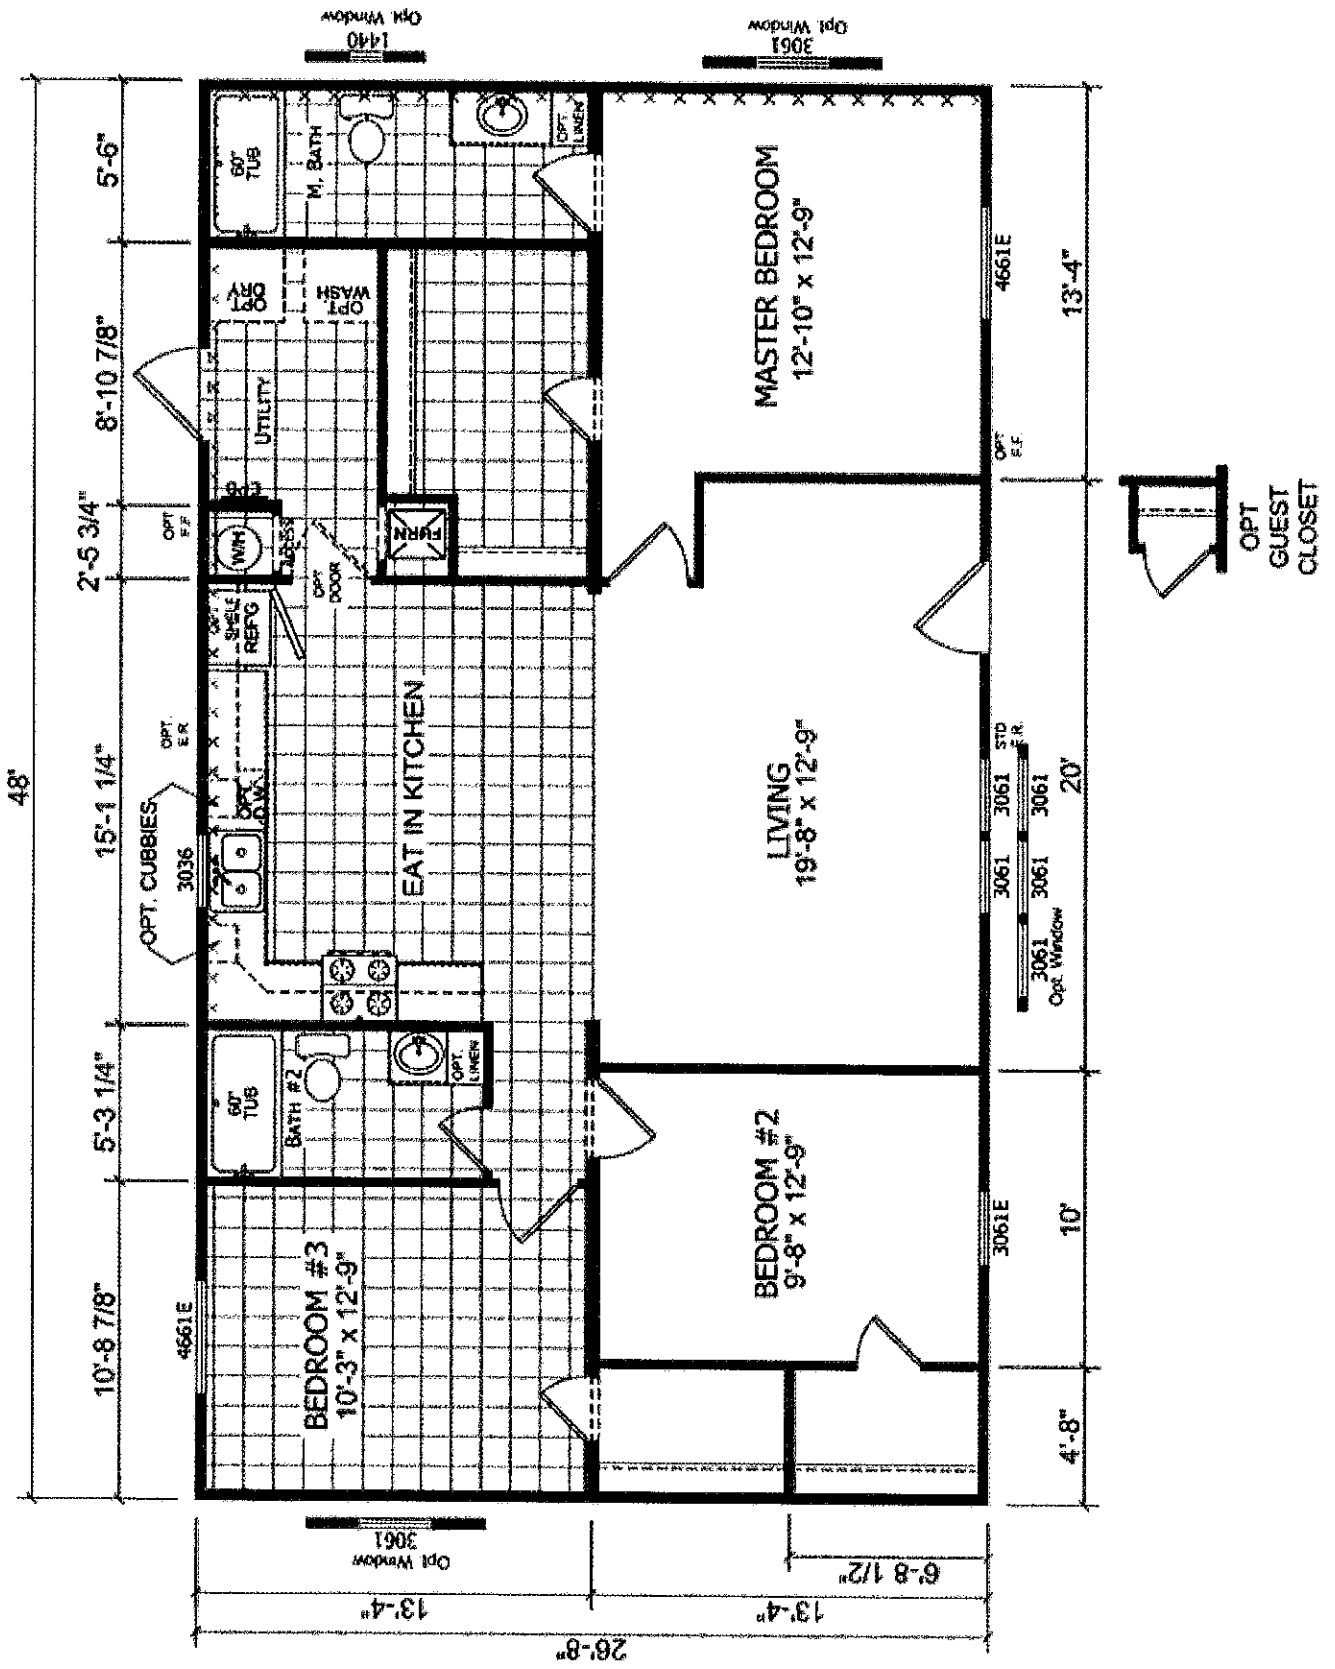 48'
10'-8 7/8"
5'-3 1/4"
15'-1 1/4"
2'-5 3/4"
8'-10 7/8"
5'-6"
OPT. CUBBIES
4661E
3036
OPT.
E.R.
OPT
60"
TUB
BATH #2
OPT.
LINEN
OPT.
D.W.
SHELF
REFG
W/H
ACCESS
EPB
OPT
DOOR
FURN
UTILITY
OPT.
DRY
OPT.
WASH
60"
TUB
M. BATH
OPT.
LINEN
BEDROOM #3
10'-3" x 12'-9"
EAT IN KITCHEN
BEDROOM #2
9'-8" x 12'-9"
LIVING
19'-8" x 12'-9"
MASTER BEDROOM
12'-10" x 12'-9"
3061E
3061
3061
STD
E.R.
OPT
E.F.
4661E
3061
3061
3061
Opt. Window
4'-8"
10'
20'
13'-4"
OPT
GUEST
CLOSET
Opt. Window
3061
13'-4"
13'-4"
6'-8 1/2"
26'-8"
Opt. Window
1440
Opt. Window
3061